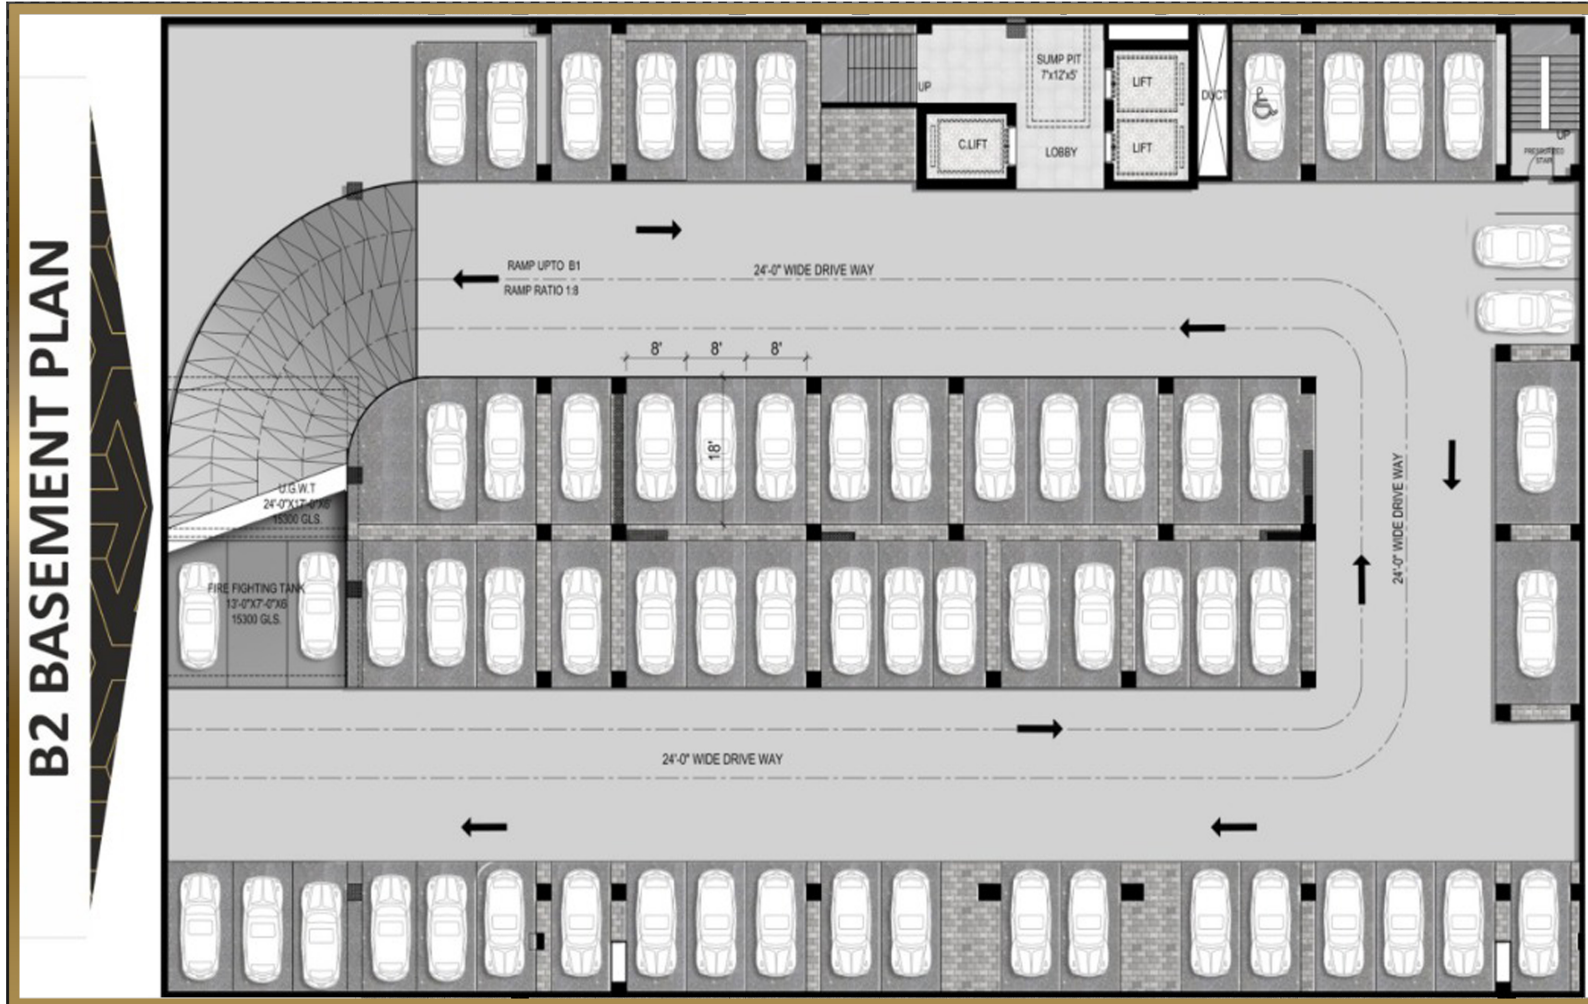 B2 BASEMENT PLAN
SUMP PIT
7'x12'x5'
UP
LIFT
DUCT
C.LIFT
LOBBY
LIFT
UP
PRESSURIZED
STAIR
RAMP UPTO B1
RAMP RATIO 1:8
24'-0" WIDE DRIVE WAY
8'
8'
8'
18'
U.G.W.T
24'-0"X17'-0"X6
15300 GLS.
24'-0" WIDE DRIVE WAY
FIRE FIGHTING TANK
13'-0"X7'-0"X6
15300 GLS.
24'-0" WIDE DRIVE WAY